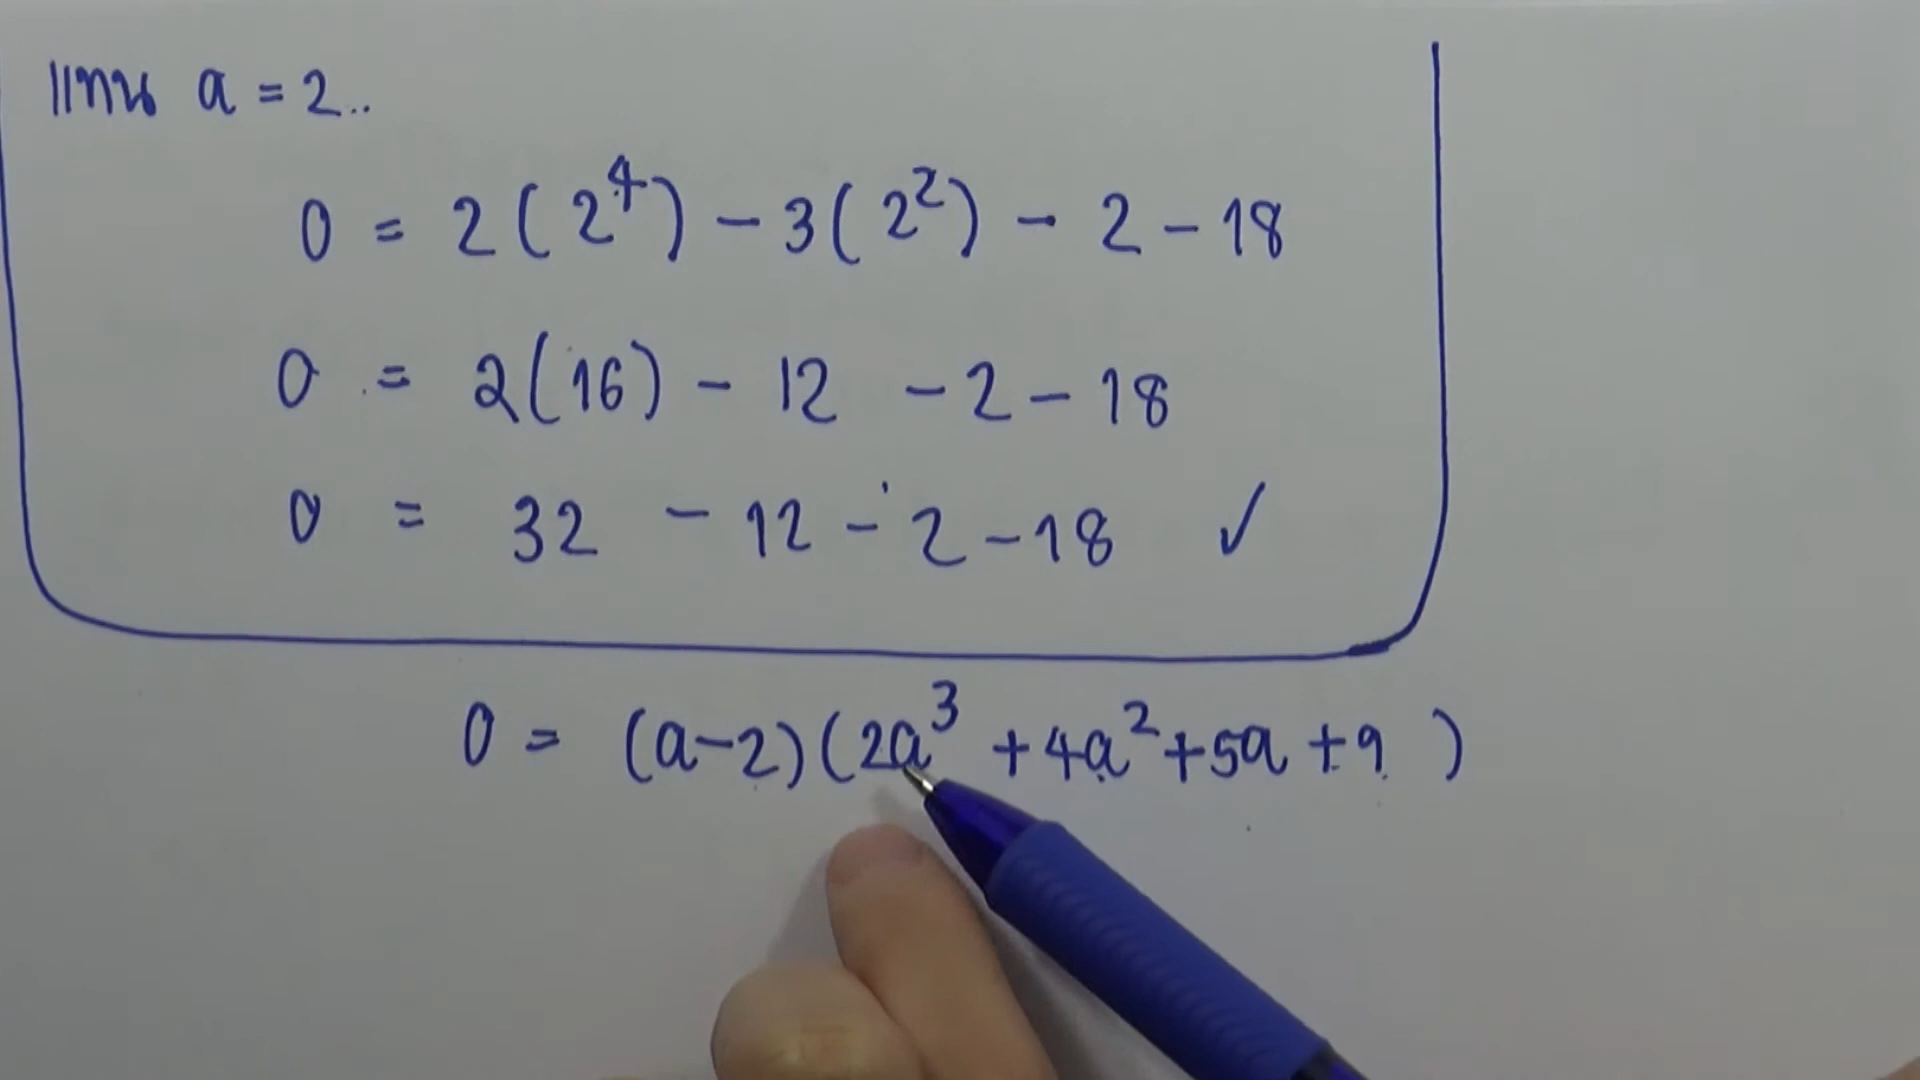 แทน a = 2..
0 = 2(2⁴) - 3(2²) - 2 - 18
0 = 2(16) - 12 - 2 - 18
0 = 32 - 12 - 2 - 18 ✓
0 = (a-2)(2a³ + 4a² + 5a + 9 )